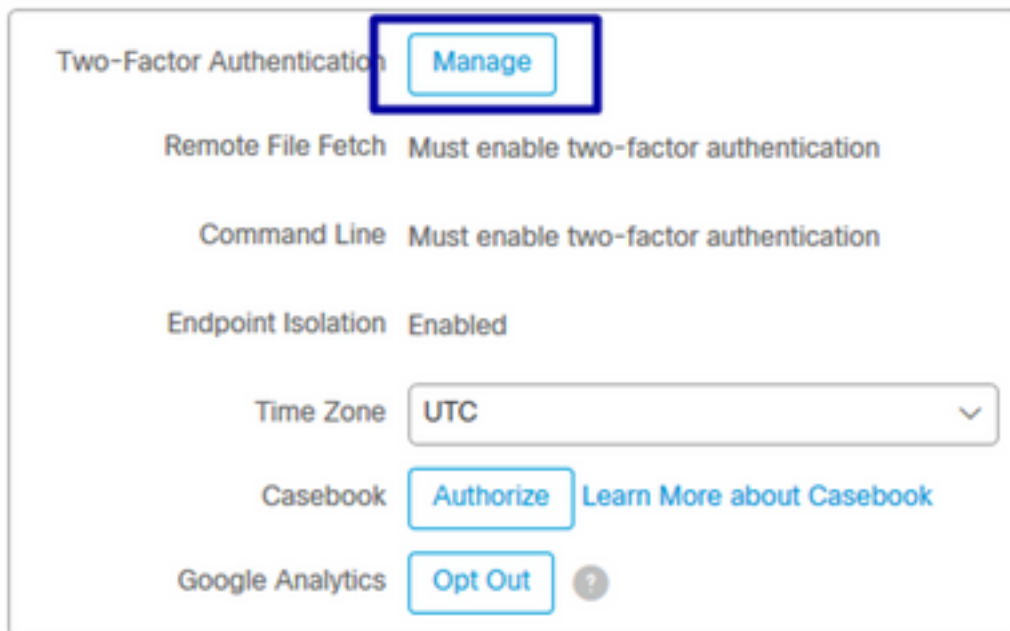 Two-Factor Authentication Manage
Remote File Fetch Must enable two-factor authentication
Command Line Must enable two-factor authentication
Endpoint Isolation Enabled
Time Zone UTC
Casebook Authorize Learn More about Casebook
Google Analytics Opt Out ?